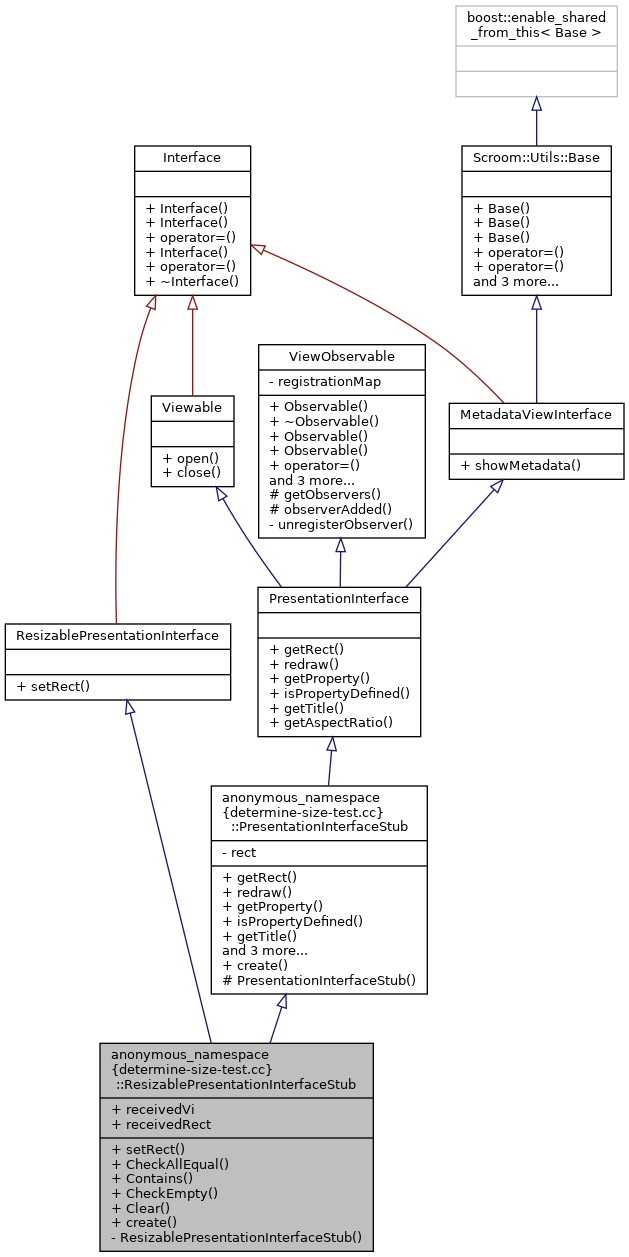 boost::enable_shared
_from_this< Base >
Interface
+ Interface()
+ Interface()
+ operator=()
+ Interface()
+ operator=()
+ ~Interface()
Scroom::Utils::Base
+ Base()
+ Base()
+ Base()
+ operator=()
+ operator=()
and 3 more...
ViewObservable
- registrationMap
+ Observable()
+ ~Observable()
+ Observable()
+ Observable()
+ operator=()
and 3 more...
# getObservers()
# observerAdded()
- unregisterObserver()
Viewable
+ open()
+ close()
MetadataViewInterface
+ showMetadata()
PresentationInterface
+ getRect()
+ redraw()
+ getProperty()
+ isPropertyDefined()
+ getTitle()
+ getAspectRatio()
ResizablePresentationInterface
+ setRect()
anonymous_namespace
{determine-size-test.cc}
::PresentationInterfaceStub
- rect
+ getRect()
+ redraw()
+ getProperty()
+ isPropertyDefined()
+ getTitle()
and 3 more...
+ create()
# PresentationInterfaceStub()
anonymous_namespace
{determine-size-test.cc}
::ResizablePresentationInterfaceStub
+ receivedVi
+ receivedRect
+ setRect()
+ CheckAllEqual()
+ Contains()
+ CheckEmpty()
+ Clear()
+ create()
- ResizablePresentationInterfaceStub()